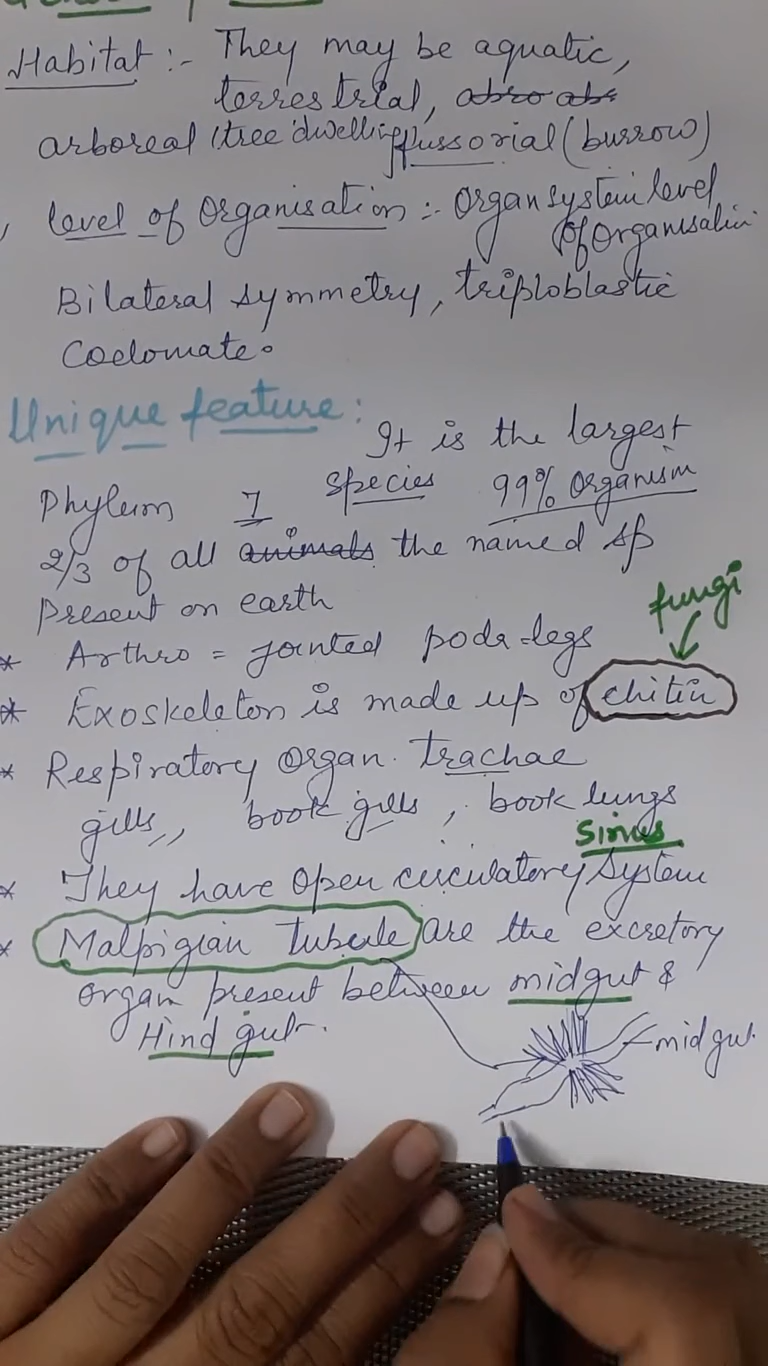 Habitat :- They may be aquatic,
terrestrial,
arboreal (tree dwelling fussorial (burrow)
level of Organisation :- Organ system level
of Organisation
Bilateral symmetry, triploblastic
Coelomate.
Unique feature:
It is the largest
Phylum 7 species 99% Organism
2/3 of all animals the named sp
Present on earth
* Arthro = jointed poda-legs
fungi
* Exoskeleton is made up of chitin
* Respiratory Organ. trachae
gills,, book gills, book lungs
Sinus
* They have Open circulatory System
* Malpigian tubule are the excretory
organ present between midgut &
Hind gut.
midgut